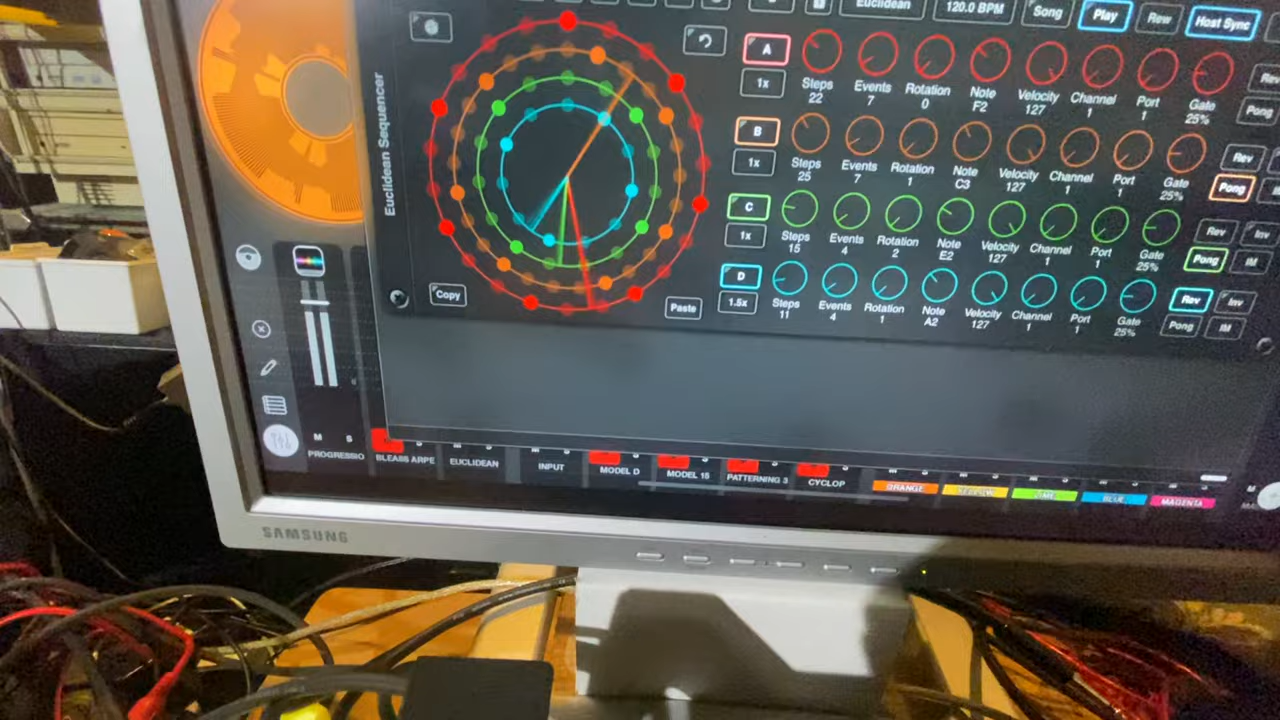 Euclidean
120.0 BPM
Song
Play
Rew
Host Sync
Euclidean Sequencer
A
1x
Steps
22
Events
7
Rotation
0
Note
F2
Velocity
127
Channel
1
Port
1
Gate
25%
Rev
Pong
B
1x
Steps
25
Events
7
Rotation
1
Note
C3
Velocity
127
Channel
1
Port
1
Gate
25%
Rev
Pong
C
1x
Steps
15
Events
4
Rotation
2
Note
E2
Velocity
127
Channel
1
Port
1
Gate
25%
Rev
Inv
Pong
IM
D
1.5x
Steps
11
Events
4
Rotation
1
Note
A2
Velocity
127
Channel
1
Port
1
Gate
25%
Rev
Inv
Pong
IM
Copy
Paste
M S
PROGRESSIO
BLEASS ARPE
EUCLIDEAN
INPUT
MODEL D
MODEL 15
PATTERNING 3
CYCLOP
ORANGE
YELLOW
LIME
BLUE
MAGENTA
SAMSUNG